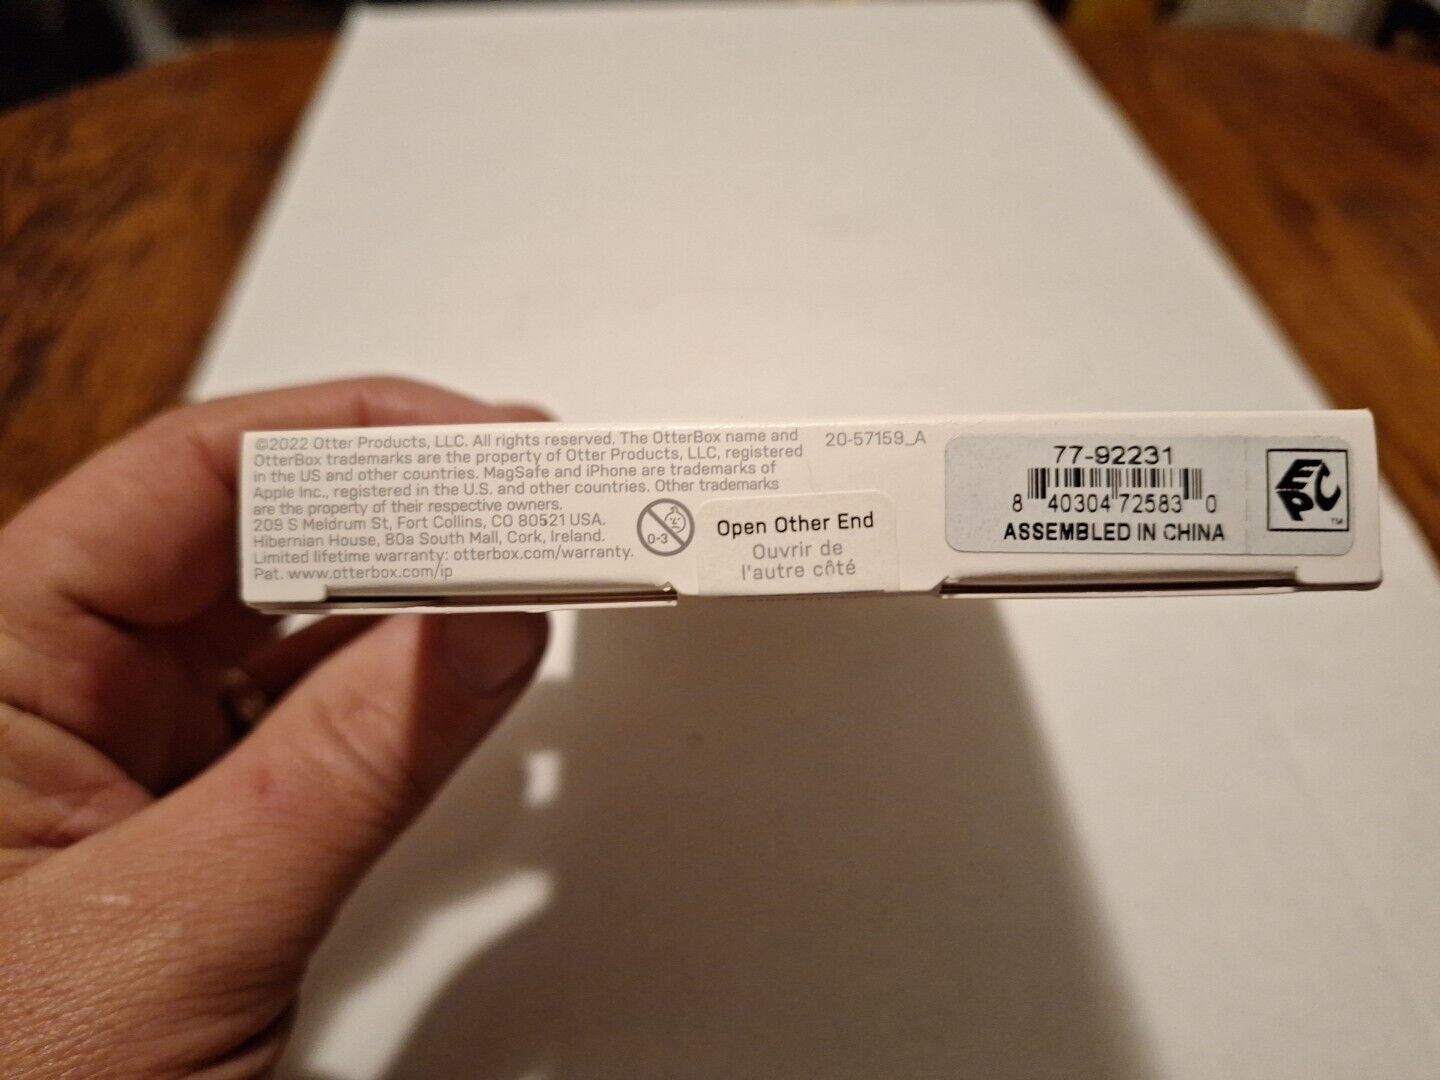 ©2022 Otter Products, LLC. All rights reserved. The OtterBox name and
OtterBox trademarks are the property of Otter Products, LLC, registered
in the US and other countries. MagSafe and iPhone are trademarks of
Apple Inc., registered in the U.S. and other countries. Other trademarks
are the property of their respective owners.
209 S Meldrum St, Fort Collins, CO 80521 USA.
Hibernian House, 80a South Mall, Cork, Ireland.
Limited lifetime warranty: otterbox.com/warranty.
Pat. www.otterbox.com/ip
0-3
20-57159_A
Open Other End
Ouvrir de
l'autre côté
77-92231
8 40304 72583 0
ASSEMBLED IN CHINA
EPC
TM